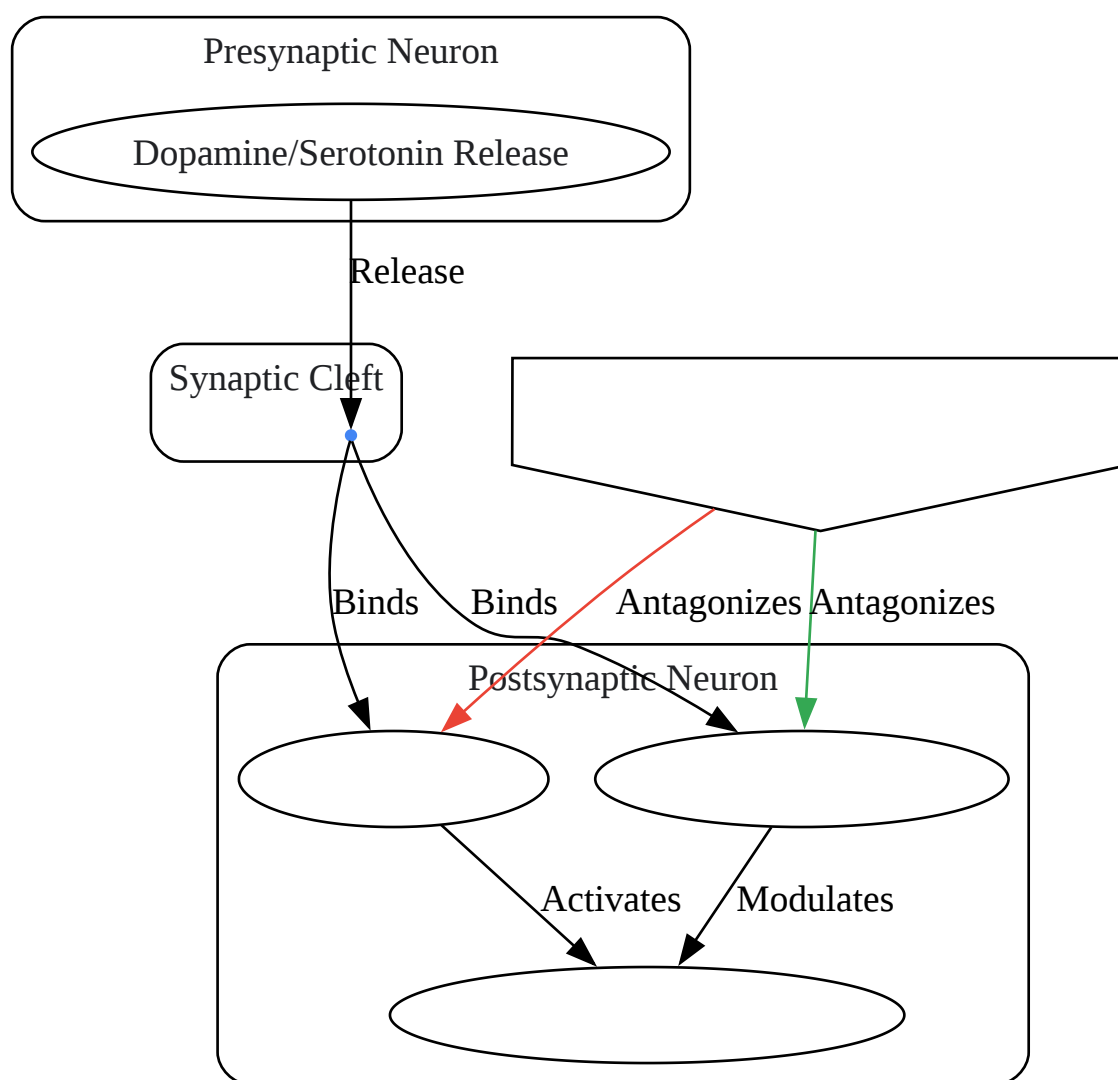 Presynaptic Neuron
Dopamine/Serotonin Release
Release
Synaptic Cleft
Binds
Binds
Antagonizes
Antagonizes
Postsynaptic Neuron
Activates
Modulates